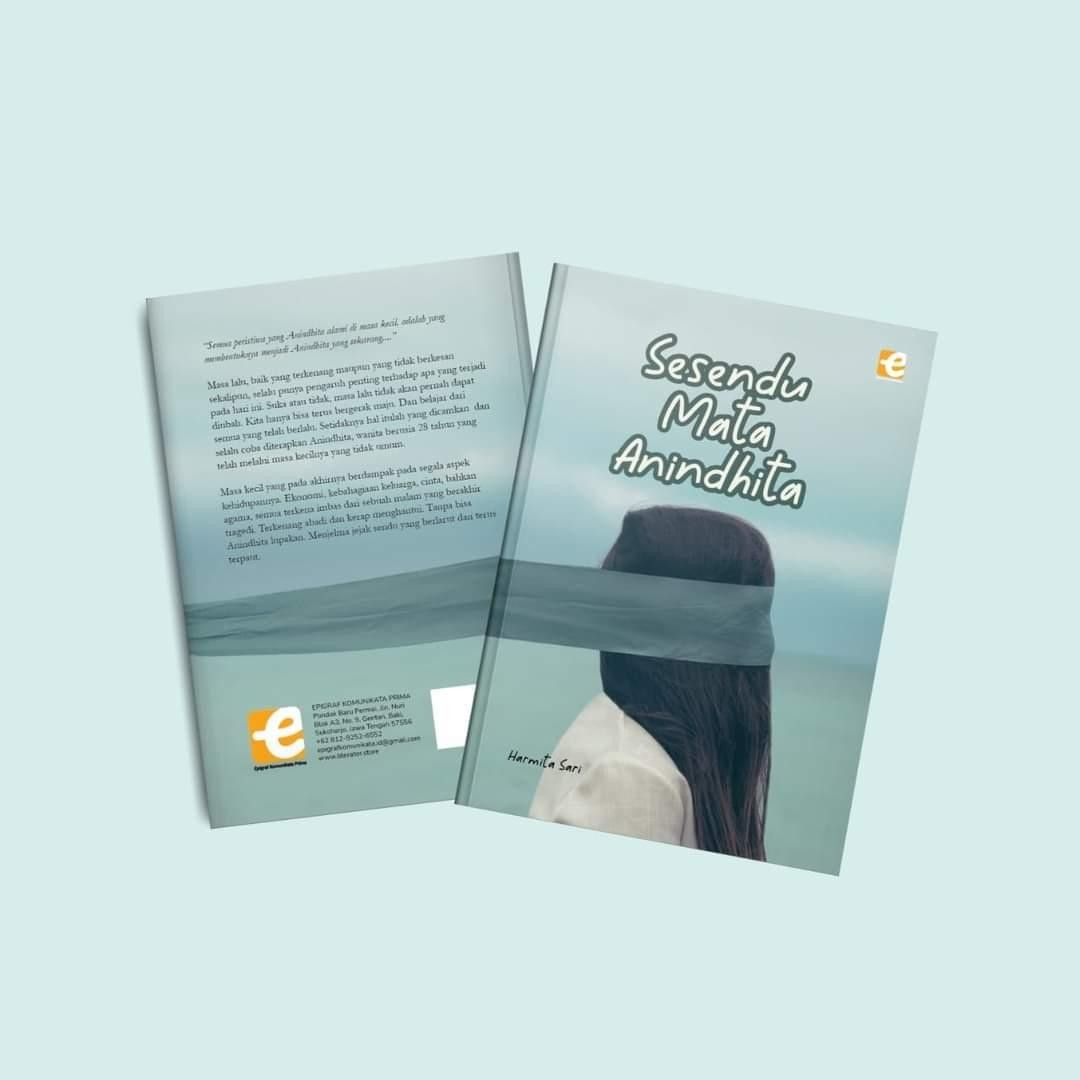 "Semua peristiwa yang Anindhita alami di masa kecil, adalah yang
membentuknya menjadi Anindhita yang sekarang,..."
Masa lalu, baik yang terkenang maupun yang tidak berkesan
sekalipun, selalu punya pengaruh penting terhadap apa yang terjadi
pada hari ini. Suka atau tidak, masa lalu tidak akan pernah dapat
diubah. Kita hanya bisa terus bergerak maju. Dan belajar dari
semua yang telah berlalu. Setidaknya hal itulah yang dicamkan dan
selalu coba diterapkan Anindhita, wanita berusia 28 tahun yang
telah melalui masa kecilnya yang tidak umum.
Masa kecil yang pada akhirnya berdampak pada segala aspek
kehidupannya. Ekonomi, kebahagiaan keluarga, cinta, bahkan
agama, semua terkena imbas dari sebuah malam yang berakhir
tragedi. Terkenang abadi dan kerap menghantui. Tanpa bisa
Anindhita lupakan. Menjelma jejak sendu yang berlarut dan terus
terpaut.
e
Epigraf Komunikata Prima
EPIGRAF KOMUNIKATA PRIMA
Pondok Baru Permai, Jln. Nuri
Blok A3, No. 9, Gentan, Baki,
Sukoharjo, Jawa Tengah 57556
+62 812-9252-6552
epigrafkomunikata.id@gmail.com
www.literator.store
e
Sesendu
Mata
Anindhita
Harmita Sari